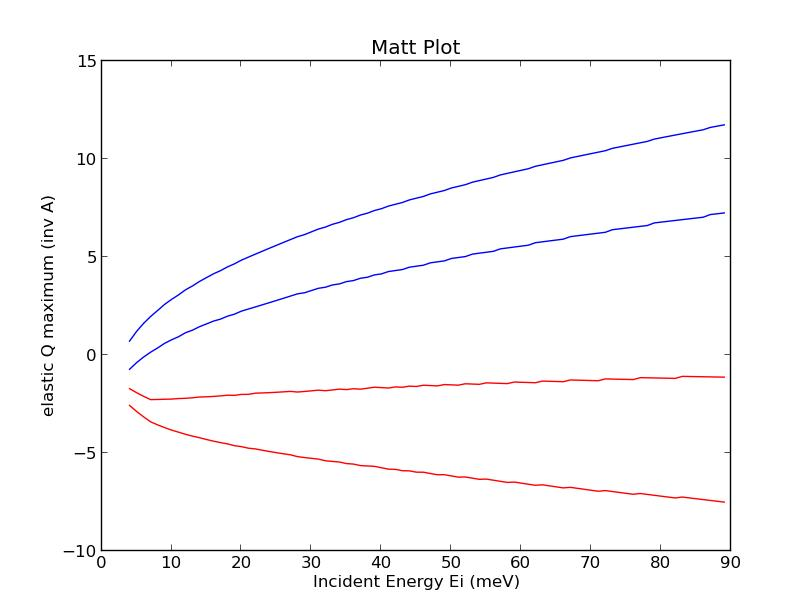 Matt Plot
15
10
5
0
−5
−10
elastic Q maximum (inv A)
0 10 20 30 40 50 60 70 80 90
Incident Energy Ei (meV)